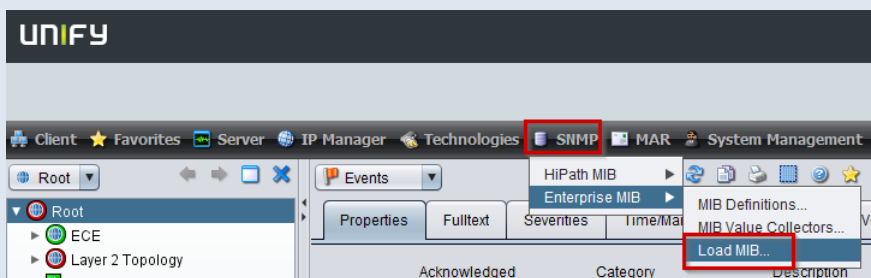 UNIFY
Client Favorites Server IP Manager Technologies SNMP MAR System Management
Root Events HiPath MIB
Enterprise MIB
MIB Definitions...
Root
Properties Fulltext Severities
MIB Value Collectors...
ECE
Load MIB...
Layer 2 Topology
Acknowledged Category Description